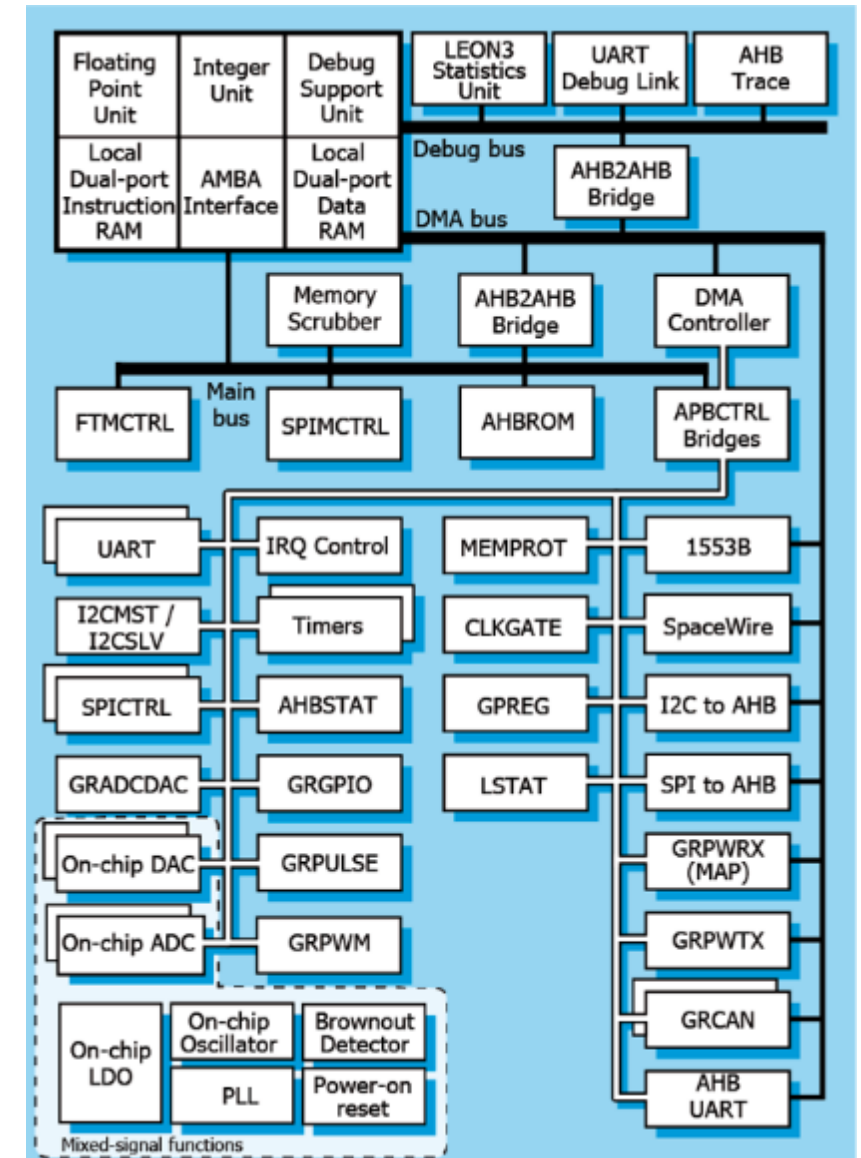 Floating
Point
Unit
Integer
Unit
Debug
Support
Unit
LEON3
Statistics
Unit
UART
Debug Link
AHB
Trace
Debug bus
Local
Dual-port
Instruction
RAM
AMBA
Interface
Local
Dual-port
Data
RAM
AHB2AHB
Bridge
DMA bus
Memory
Scrubber
AHB2AHB
Bridge
DMA
Controller
Main
bus
FTMCTRL
SPIMCTRL
AHBROM
APBCTRL
Bridges
UART
IRQ Control
MEMPROT
1553B
I2CMST /
I2CSLV
Timers
CLKGATE
SpaceWire
SPICTRL
AHBSTAT
GPREG
I2C to AHB
GRADCDAC
GRGPIO
LSTAT
SPI to AHB
On-chip DAC
GRPULSE
GRPWRX
(MAP)
On-chip ADC
GRPWM
GRPWTX
On-chip
LDO
On-chip
Oscillator
Brownout
Detector
GRCAN
PLL
Power-on
reset
AHB
UART
Mixed-signal functions